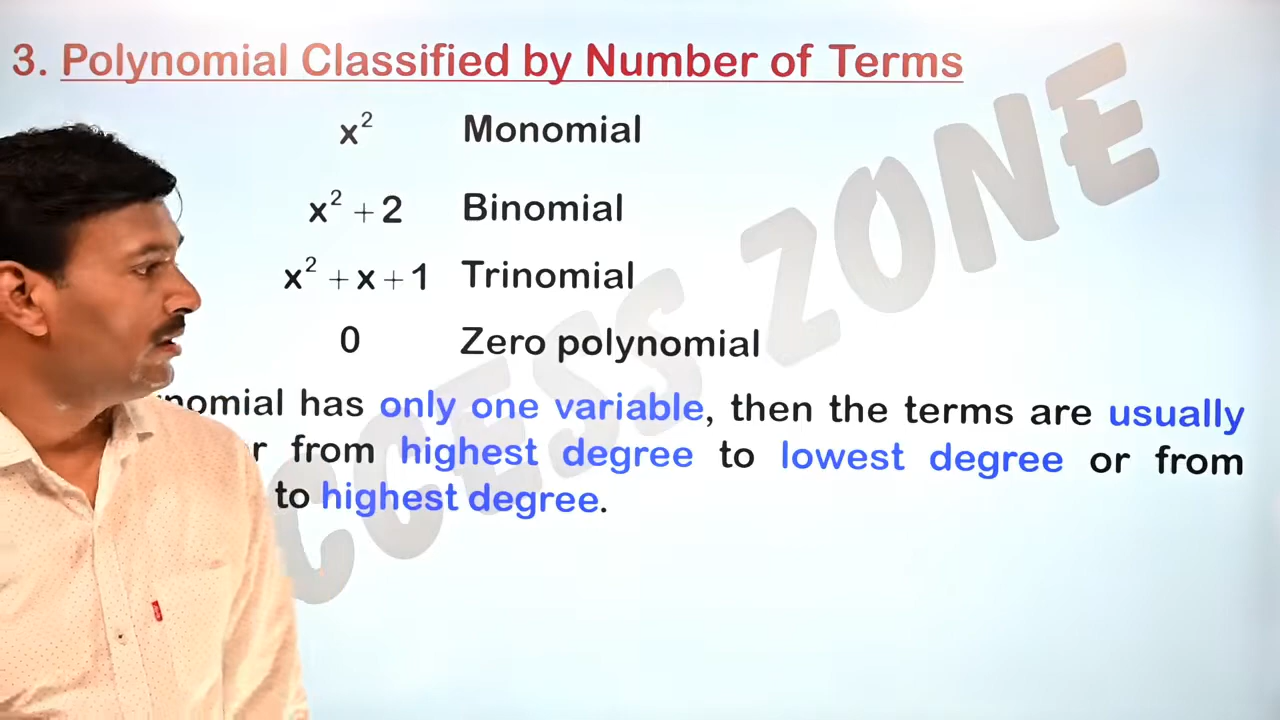 3. Polynomial Classified by Number of Terms
x² Monomial
x² + 2 Binomial
x² + x + 1 Trinomial
0 Zero polynomial
has only one variable, then the terms are usually
from highest degree to lowest degree or from
to highest degree.
ZONE